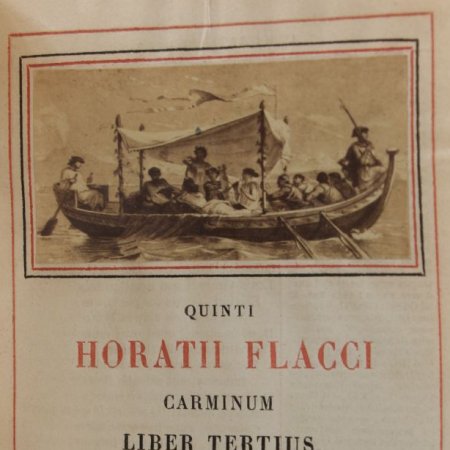 QUINTI
HORATII FLACCI
CARMINUM
LIBER TERTIUS